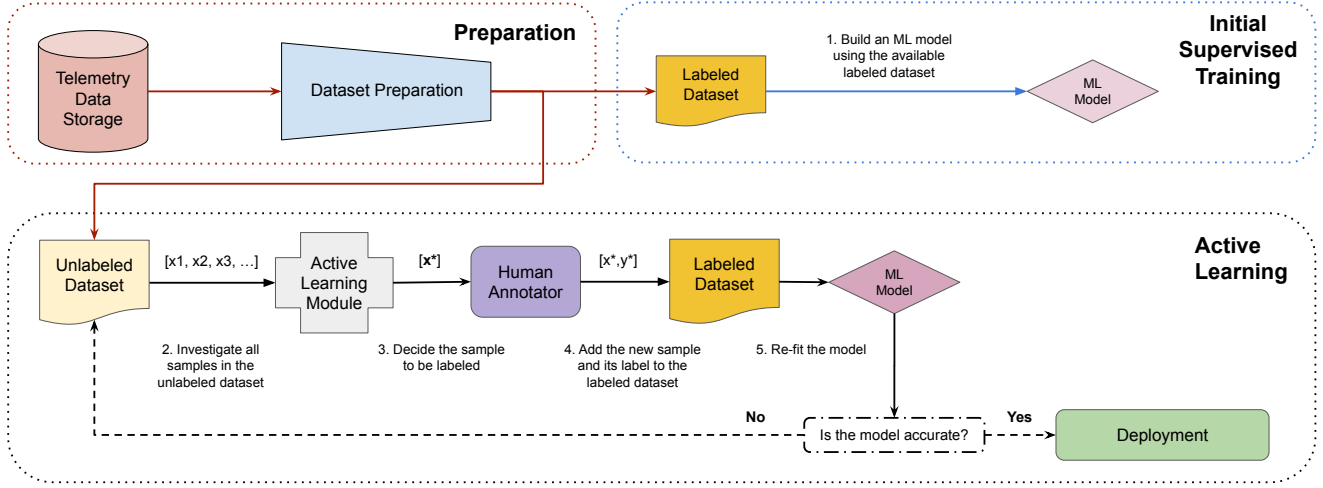 Preparation
Telemetry
Data
Storage
Dataset Preparation
Initial
Supervised
Training
Labeled
Dataset
1. Build an ML model
using the available
labeled dataset
ML
Model
Active
Learning
Unlabeled
Dataset
[x1, x2, x3, …]
Active
Learning
Module
[x*]
Human
Annotator
[x*,y*]
Labeled
Dataset
ML
Model
2. Investigate all
samples in the
unlabeled dataset
3. Decide the sample
to be labeled
4. Add the new sample
and its label to the
labeled dataset
5. Re-fit the model
No
Is the model accurate?
Yes
Deployment